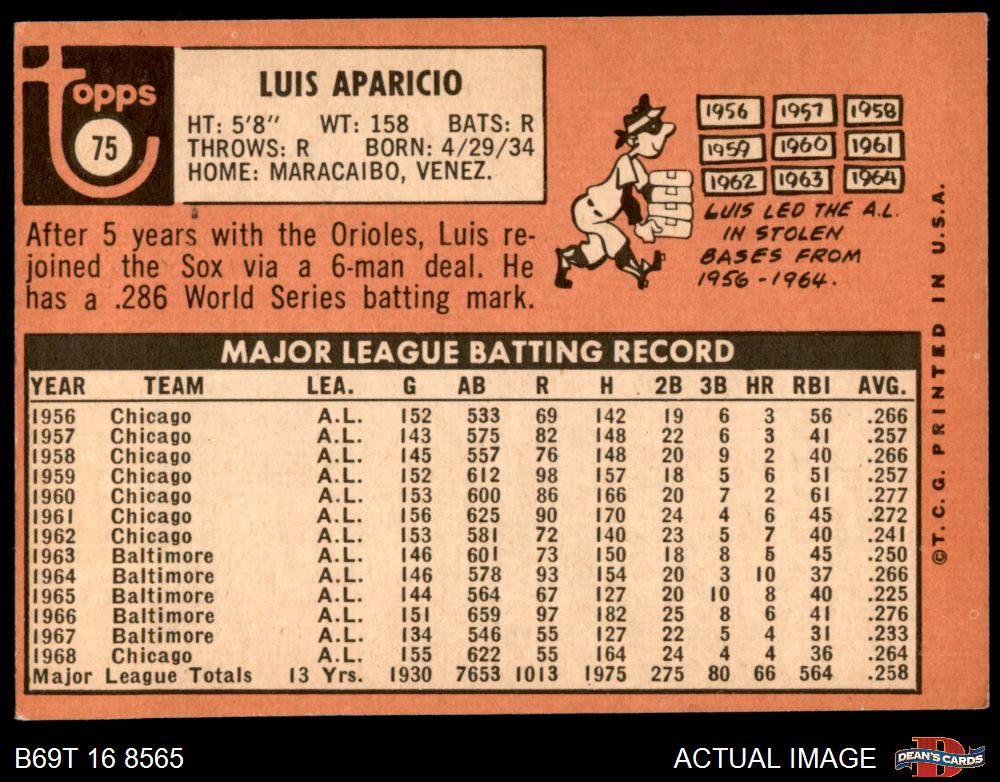 topps
75
LUIS APARICIO
HT: 5'8" WT: 158 BATS: R
THROWS: R BORN: 4/29/34
HOME: MARACAIBO, VENEZ.
After 5 years with the Orioles, Luis re-
joined the Sox via a 6-man deal. He
has a .286 World Series batting mark.
1956 1957 1958
1959 1960 1961
1962 1963 1964
LUIS LED THE A.L.
IN STOLEN
BASES FROM
1956-1964.
MAJOR LEAGUE BATTING RECORD
YEAR TEAM LEA. G AB R H 2B 3B HR RBI AVG.
1956 Chicago A.L. 152 533 69 142 19 6 3 56 .266
1957 Chicago A.L. 143 575 82 148 22 6 3 41 .257
1958 Chicago A.L. 145 557 76 148 20 9 2 40 .266
1959 Chicago A.L. 152 612 98 157 18 5 6 51 .257
1960 Chicago A.L. 153 600 86 166 20 7 2 61 .277
1961 Chicago A.L. 156 625 90 170 24 4 6 45 .272
1962 Chicago A.L. 153 581 72 140 23 5 7 40 .241
1963 Baltimore A.L. 146 601 73 150 18 8 5 45 .250
1964 Baltimore A.L. 146 578 93 154 20 3 10 37 .266
1965 Baltimore A.L. 144 564 67 127 20 10 8 40 .225
1966 Baltimore A.L. 151 659 97 182 25 8 6 41 .276
1967 Baltimore A.L. 134 546 55 127 22 5 4 31 .233
1968 Chicago A.L. 155 622 55 164 24 4 4 36 .264
Major League Totals 13 Yrs. 1930 7653 1013 1975 275 80 66 564 .258
©T.C.G. PRINTED IN U.S.A.
B69T 16 8565
ACTUAL IMAGE
D
DEAN'S CARDS